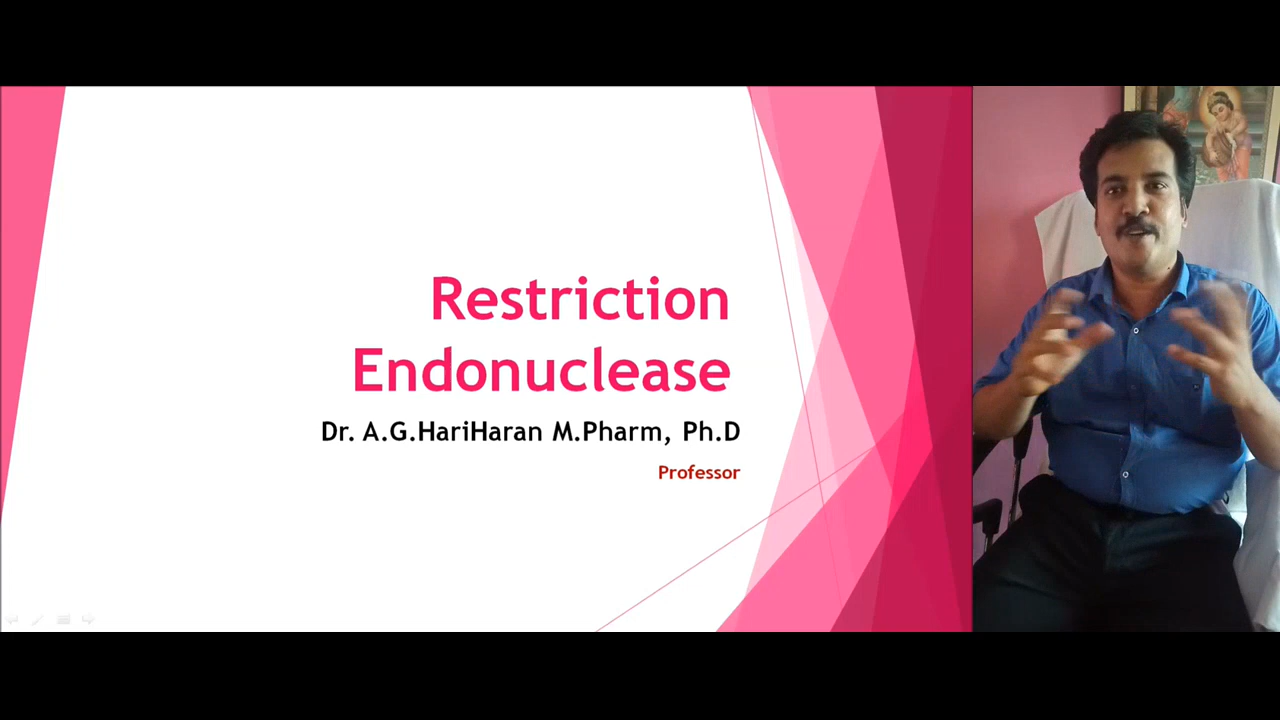 Restriction
Endonuclease
Dr. A.G.HariHaran M.Pharm, Ph.D
Professor